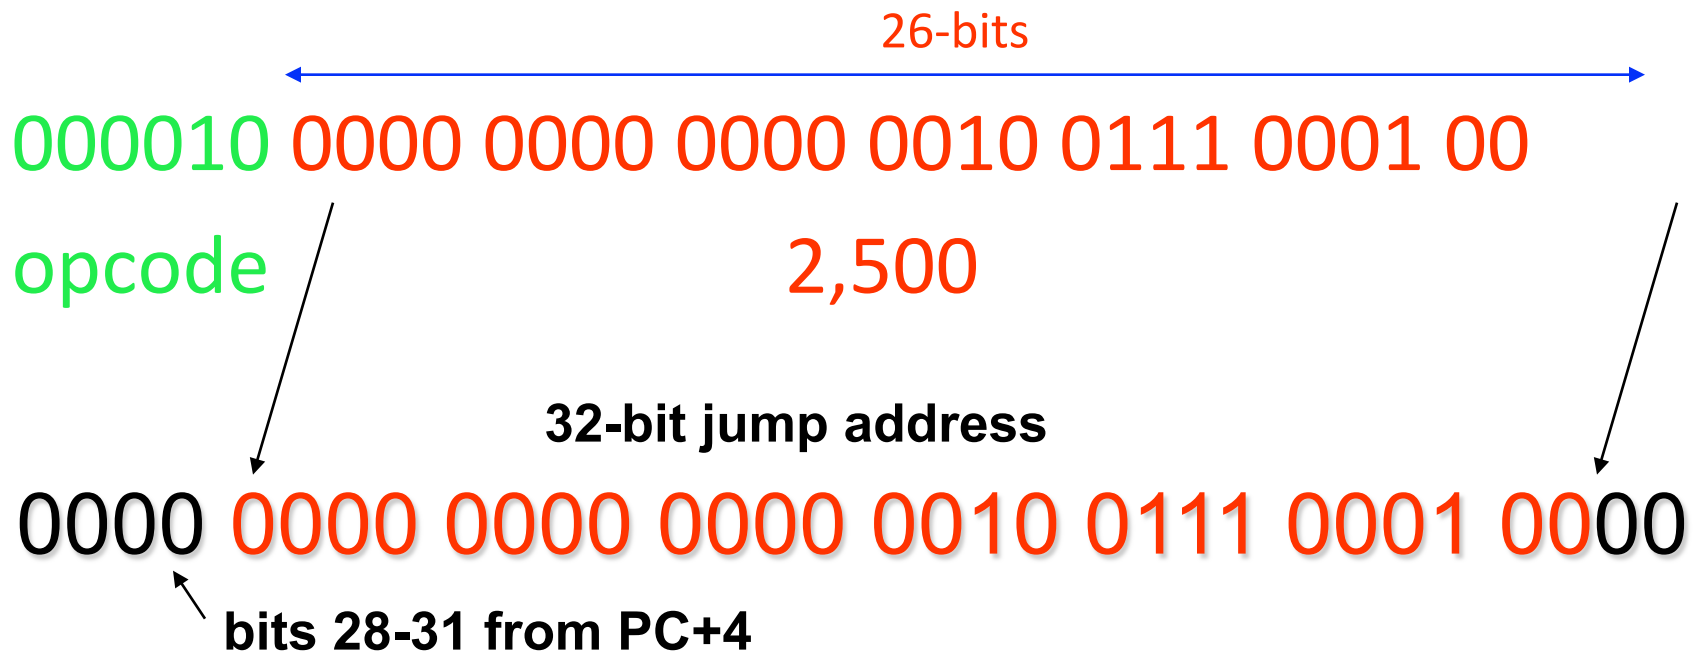 26-bits
000010 0000 0000 0000 0010 0111 0001 00
opcode 2,500
32-bit jump address
0000 0000 0000 0000 0010 0111 0001 0000
bits 28-31 from PC+4